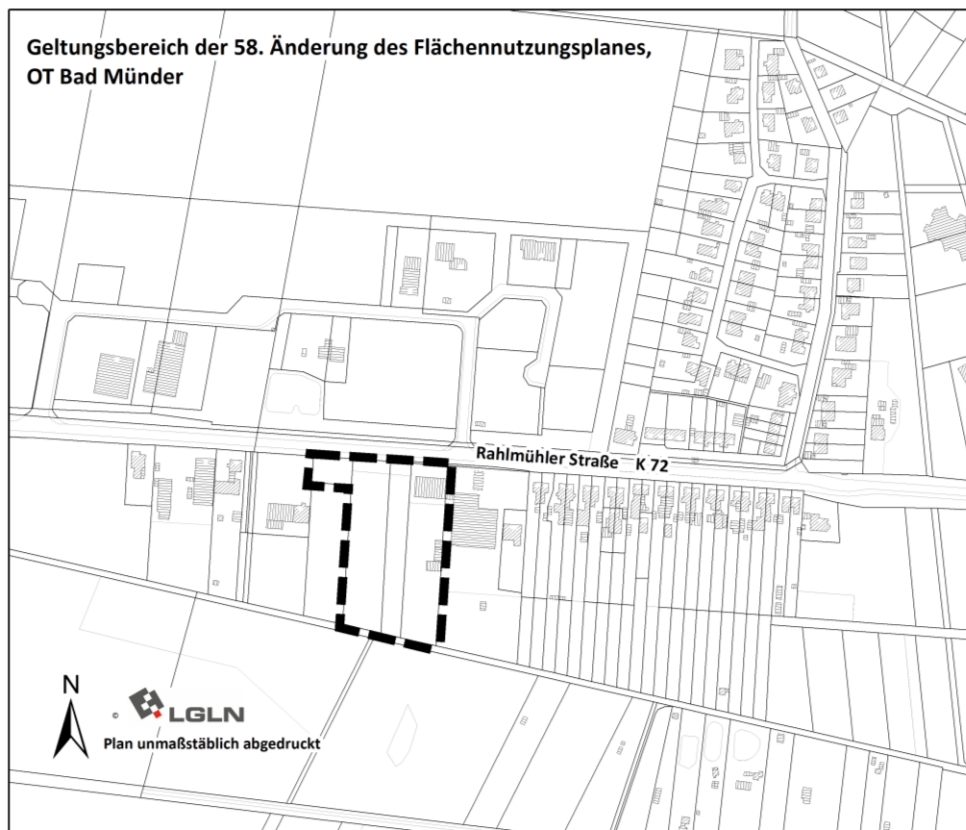 Geltungsbereich der 58. Änderung des Flächennutzungsplanes,
OT Bad Münder
Rahlmühler Straße K 72
N
© LGLN
Plan unmaßstäblich abgedruckt